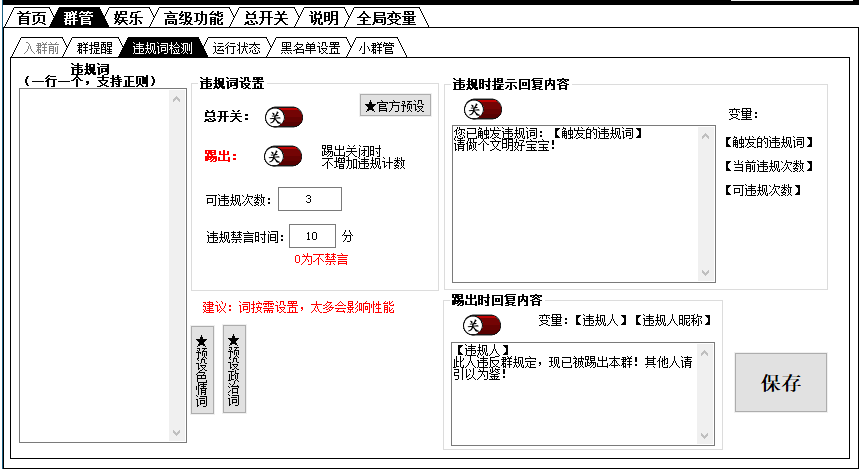 首页 群管 娱乐 高级功能 总开关 说明 全局变量
入群前 群提醒 违规词检测 运行状态 黑名单设置 小群管
违规词
（一行一个，支持正则）
违规词设置
总开关：
关
★官方预设
踢出：
关
踢出关闭时
不增加违规计数
可违规次数：
3
违规禁言时间：
10
分
0为不禁言
建议：词按需设置，太多会影响性能
★预设色情词
★预设政治词
违规时提示回复内容
关
您已触发违规词：【触发的违规词】
请做个文明好宝宝！
变量：
【触发的违规词】
【当前违规次数】
【可违规次数】
踢出时回复内容
关
变量：【违规人】【违规人昵称】
【违规人】
此人违反群规定，现已被踢出本群！其他人请
引以为鉴！
保存